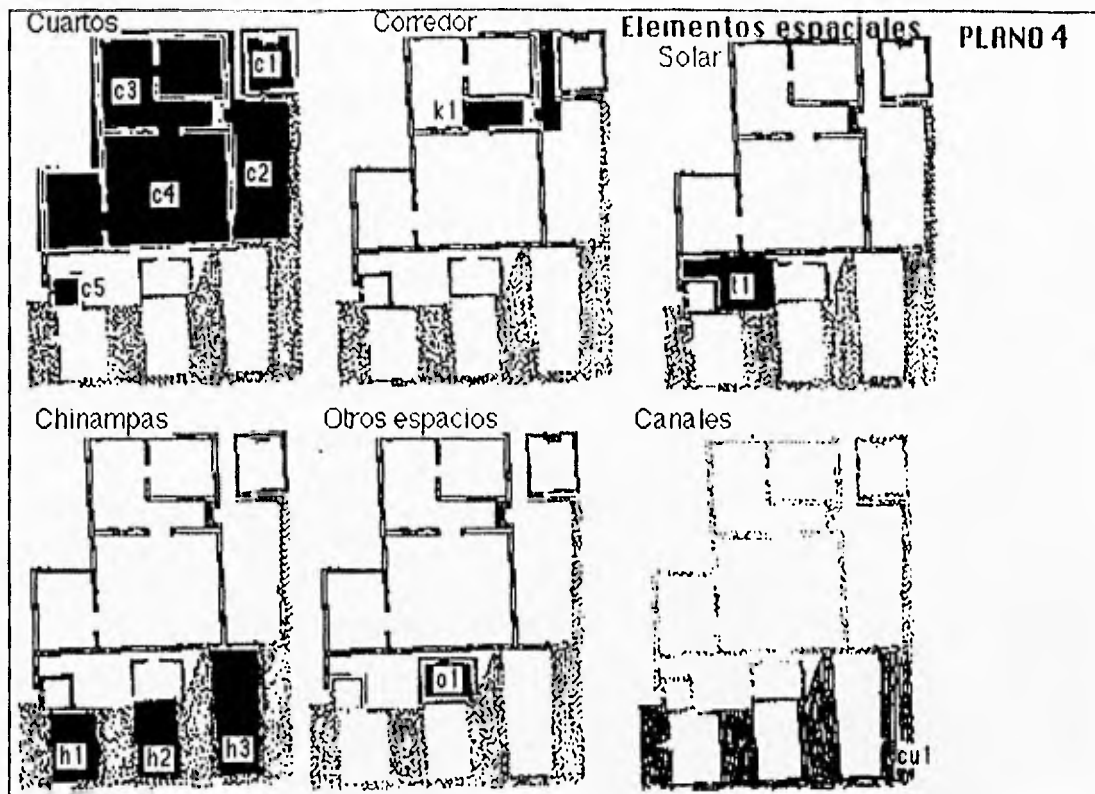 Elementos espaciales PLANO 4
Cuartos
c1
c3
c2
c4
c5
Corredor
k1
Solar
t1
Chinampas
h1 h2 h3
Otros espacios
o1
Canales
cu1